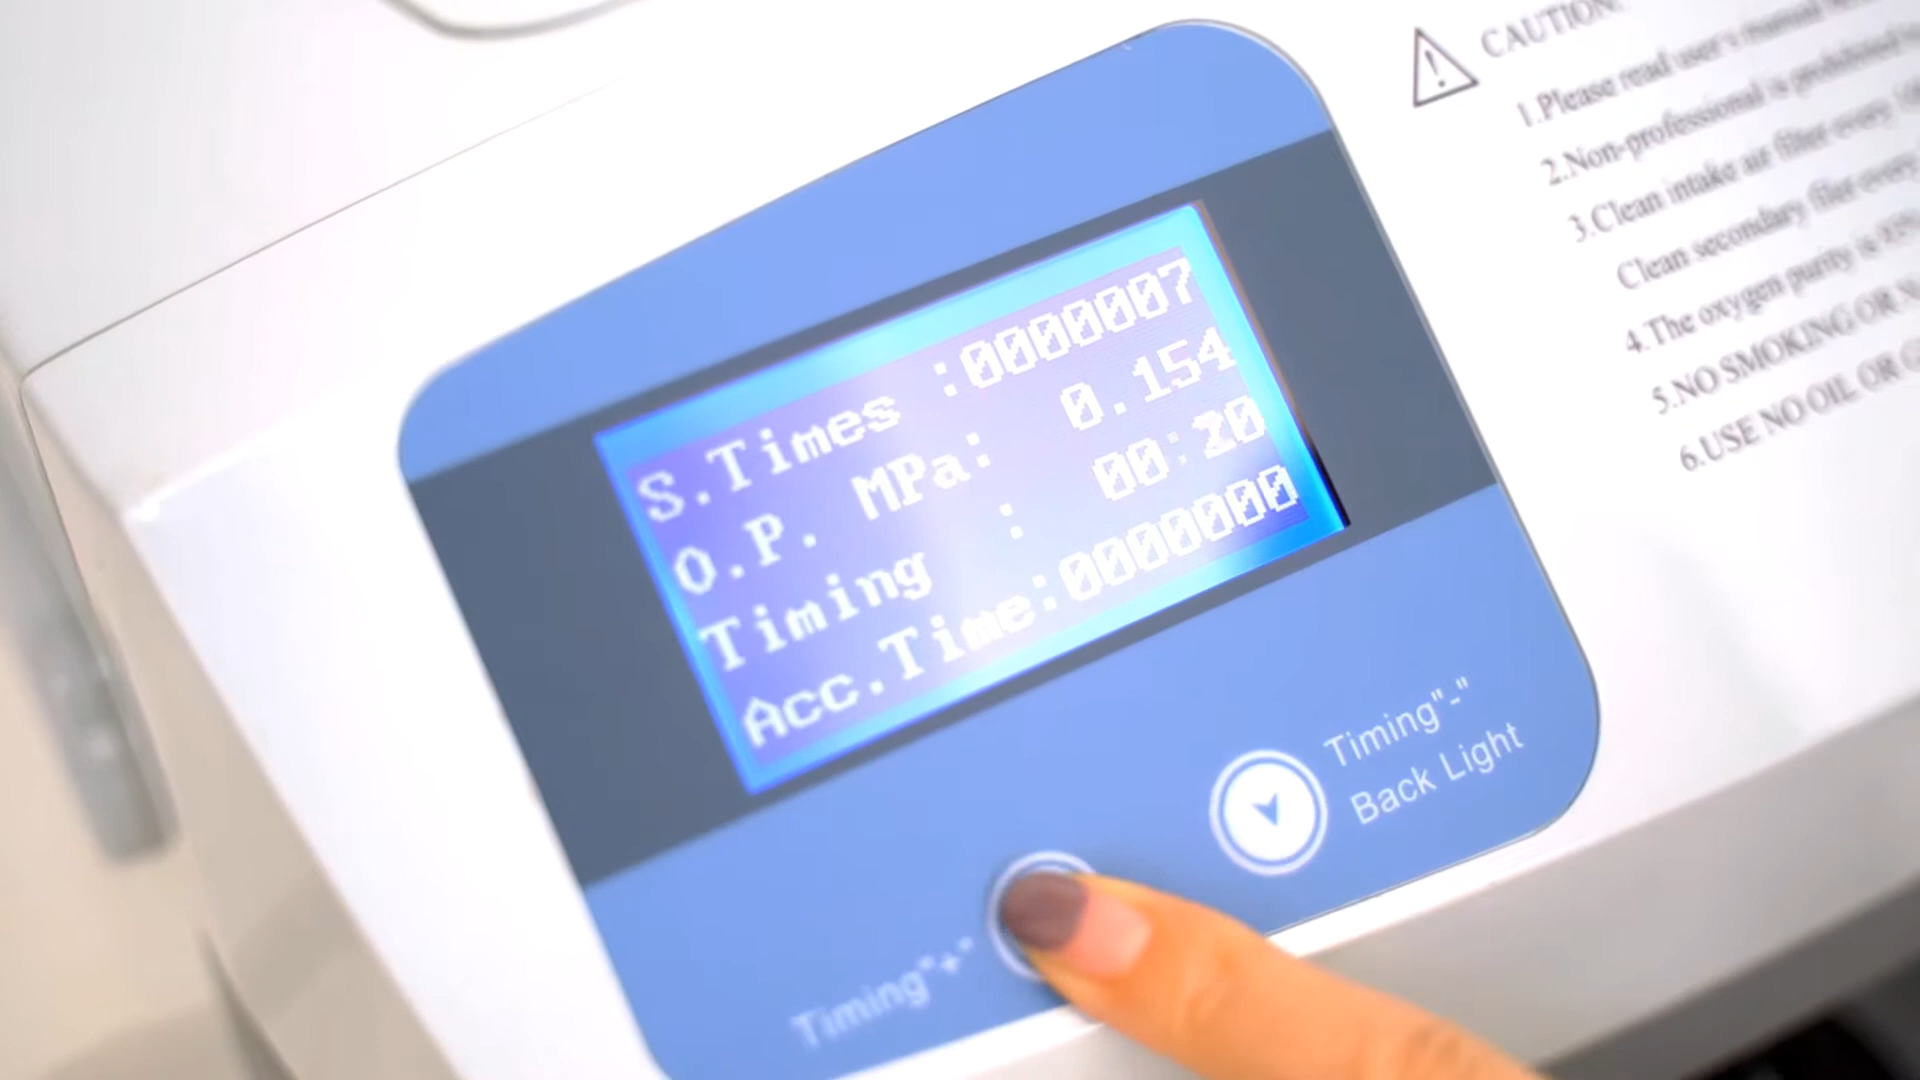 S.Times :0000007
O.P. MPa: 0.154
Timing : 00:20
Acc.Time:0000000
Timing"-"
Back Light
Timing"+"
CAUTION:
1.Please read user's manual
2.Non-professional is prohibited
3.Clean intake air filter every
Clean secondary filter every
4.The oxygen purity is
5.NO SMOKING OR
6.USE NO OIL OR